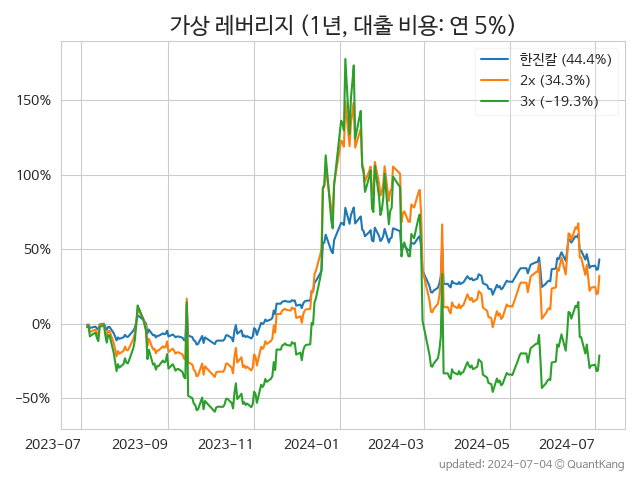 가상 레버리지 (1년, 대출 비용: 연 5%)
한진칼 (44.4%)
2x (34.3%)
3x (−19.3%)
150%
100%
50%
0%
−50%
2023−07 2023−09 2023−11 2024−01 2024−03 2024−05 2024−07
updated: 2024-07-04 © QuantKang